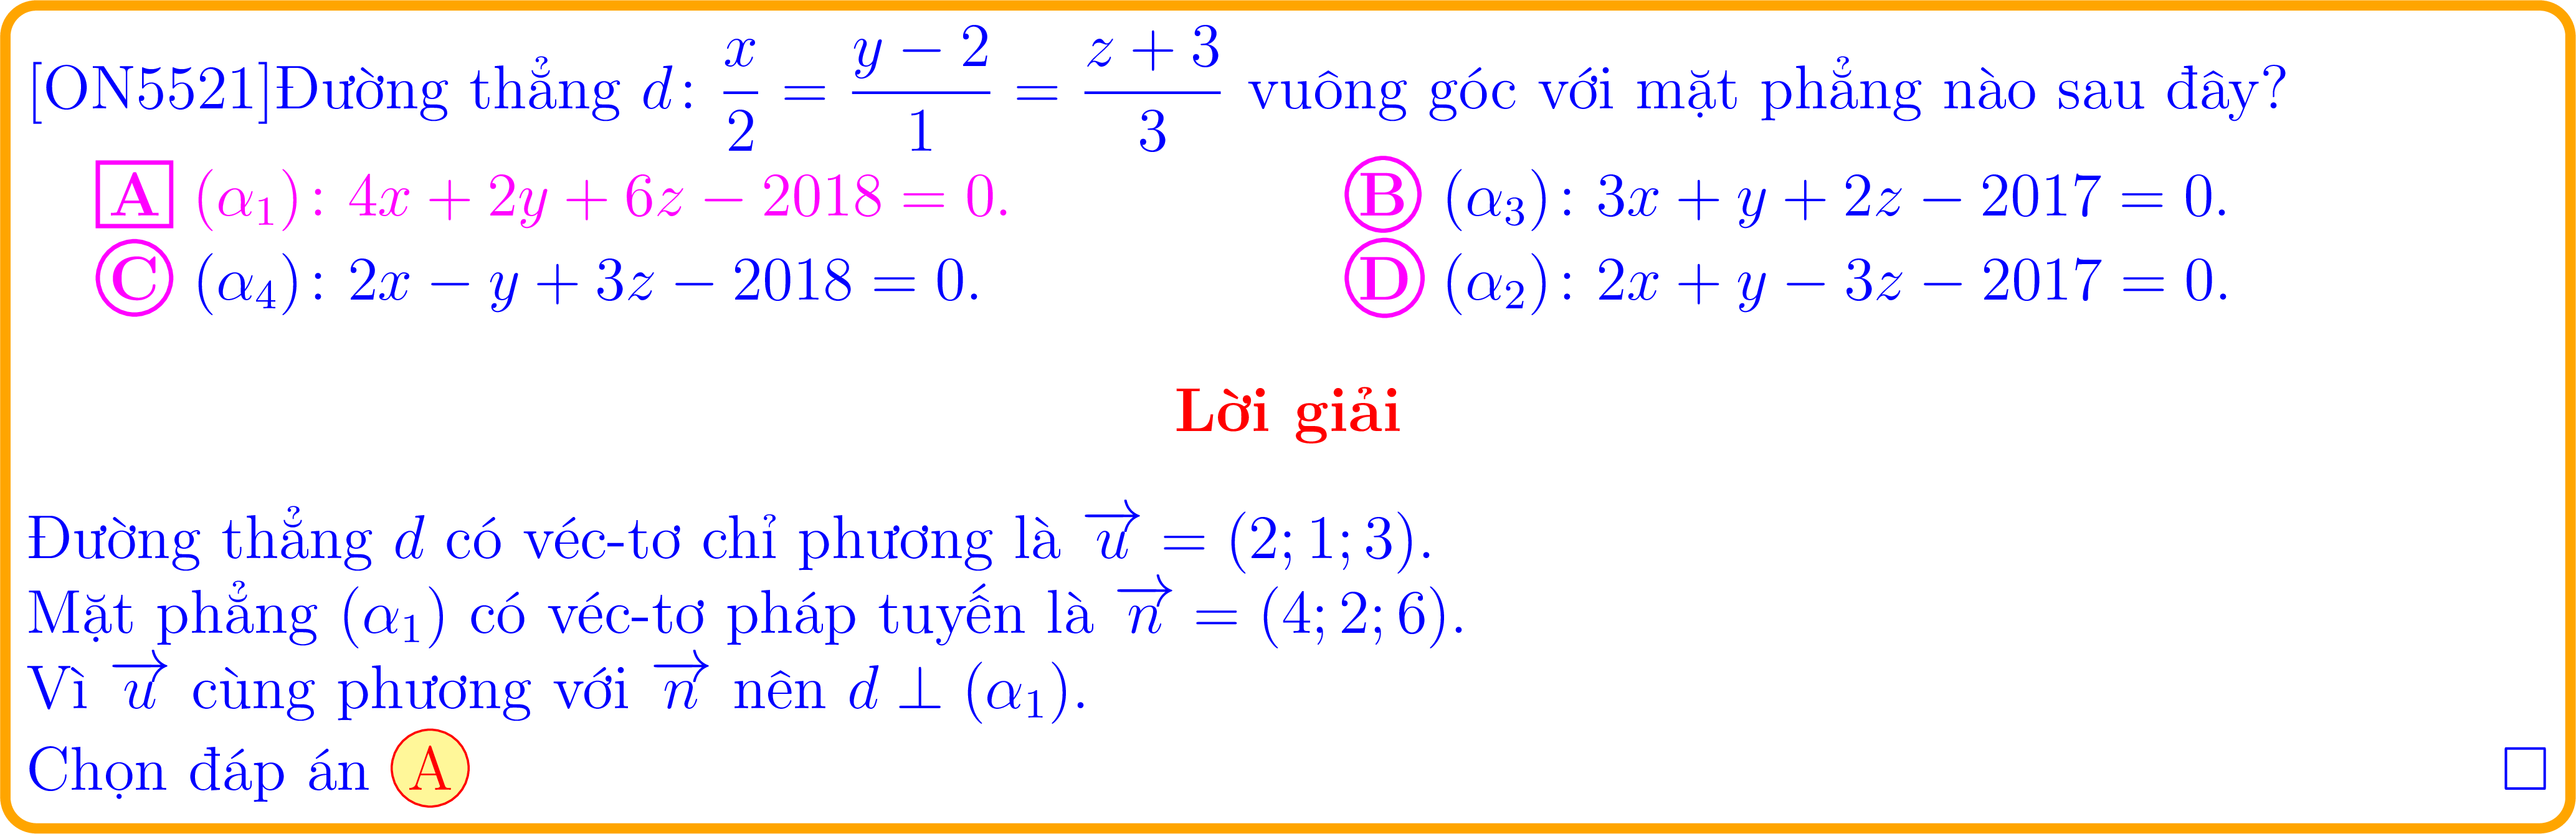 [ON5521]Đường thẳng $d\colon \dfrac{x}{2} = \dfrac{y-2}{1} = \dfrac{z+3}{3}$ vuông góc với mặt phẳng nào sau đây?
A $(\alpha_1)\colon 4x + 2y + 6z - 2018 = 0.$ B $(\alpha_3)\colon 3x + y + 2z - 2017 = 0.$
C $(\alpha_4)\colon 2x - y + 3z - 2018 = 0.$ D $(\alpha_2)\colon 2x + y - 3z - 2017 = 0.$
Lời giải
Đường thẳng $d$ có véc-tơ chỉ phương là $\overrightarrow{u} = (2; 1; 3).$
Mặt phẳng $(\alpha_1)$ có véc-tơ pháp tuyến là $\overrightarrow{n} = (4; 2; 6).$
Vì $\overrightarrow{u}$ cùng phương với $\overrightarrow{n}$ nên $d \perp (\alpha_1).$
Chọn đáp án A □